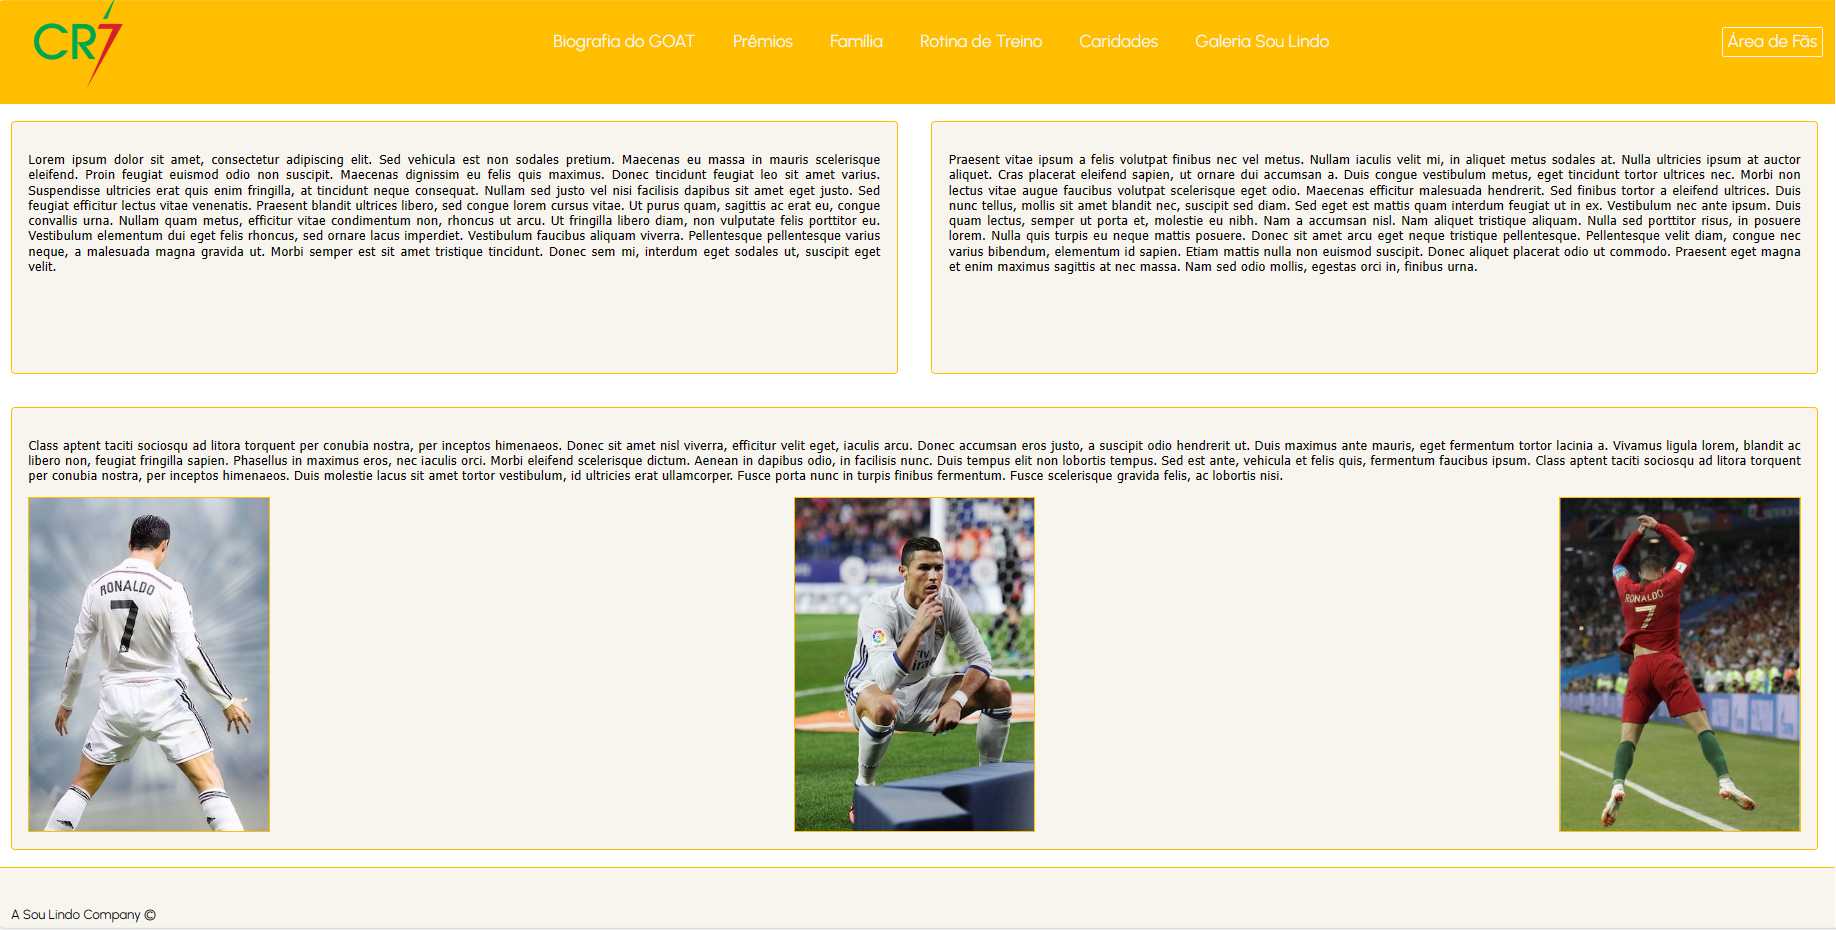 CR7
Biografia do GOAT
Prêmios
Família
Rotina de Treino
Caridades
Galeria Sou Lindo
Área de Fãs
Lorem ipsum dolor sit amet, consectetur adipiscing elit. Sed vehicula est non sodales pretium. Maecenas eu massa in mauris scelerisque
eleifend. Proin feugiat euismod odio non suscipit. Maecenas dignissim eu felis quis maximus. Donec tincidunt feugiat leo sit amet varius.
Suspendisse ultricies erat quis enim fringilla, at tincidunt neque consequat. Nullam sed justo vel nisi facilisis dapibus sit amet eget justo. Sed
feugiat efficitur lectus vitae venenatis. Praesent blandit ultrices libero, sed congue lorem cursus vitae. Ut purus quam, sagittis ac erat eu, congue
convallis urna. Nullam quam metus, efficitur vitae condimentum non, rhoncus ut arcu. Ut fringilla libero diam, non vulputate felis porttitor eu.
Vestibulum elementum dui eget felis rhoncus, sed ornare lacus imperdiet. Vestibulum faucibus aliquam viverra. Pellentesque pellentesque varius
neque, a malesuada magna gravida ut. Morbi semper est sit amet tristique tincidunt. Donec sem mi, interdum eget sodales ut, suscipit eget
velit.
Praesent vitae ipsum a felis volutpat finibus nec vel metus. Nullam iaculis velit mi, in aliquet metus sodales at. Nulla ultricies ipsum at auctor
aliquet. Cras placerat eleifend sapien, ut ornare dui accumsan a. Duis congue vestibulum metus, eget tincidunt tortor ultrices nec. Morbi non
lectus vitae augue faucibus volutpat scelerisque eget odio. Maecenas efficitur malesuada hendrerit. Sed finibus tortor a eleifend ultrices. Duis
nunc tellus, mollis sit amet blandit nec, suscipit sed diam. Sed eget est mattis quam interdum feugiat ut in ex. Vestibulum nec ante ipsum. Duis
quam lectus, semper ut porta et, molestie eu nibh. Nam a accumsan nisl. Nam aliquet tristique aliquam. Nulla sed porttitor risus, in posuere
lorem. Nulla quis turpis eu neque mattis posuere. Donec sit amet arcu eget neque tristique pellentesque. Pellentesque velit diam, congue nec
varius bibendum, elementum id sapien. Etiam mattis nulla non euismod suscipit. Donec aliquet placerat odio ut commodo. Praesent eget magna
et enim maximus sagittis at nec massa. Nam sed odio mollis, egestas orci in, finibus urna.
Class aptent taciti sociosqu ad litora torquent per conubia nostra, per inceptos himenaeos. Donec sit amet nisl viverra, efficitur velit eget, iaculis arcu. Donec accumsan eros justo, a suscipit odio hendrerit ut. Duis maximus ante mauris, eget fermentum tortor lacinia a. Vivamus ligula lorem, blandit ac
libero non, feugiat fringilla sapien. Phasellus in maximus eros, nec iaculis orci. Morbi eleifend scelerisque dictum. Aenean in dapibus odio, in facilisis nunc. Duis tempus elit non lobortis tempus. Sed est ante, vehicula et felis quis, fermentum faucibus ipsum. Class aptent taciti sociosqu ad litora torquent
per conubia nostra, per inceptos himenaeos. Duis molestie lacus sit amet tortor vestibulum, id ultricies erat ullamcorper. Fusce porta nunc in turpis finibus fermentum. Fusce scelerisque gravida felis, ac lobortis nisi.
RONALDO
7
Fly
RONALDO
7
A Sou Lindo Company ©